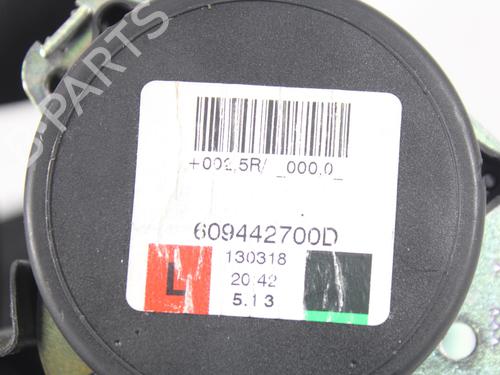 PARTS
+002,5R/ _000,0_
609442700D
L
130318
20:42
5.13